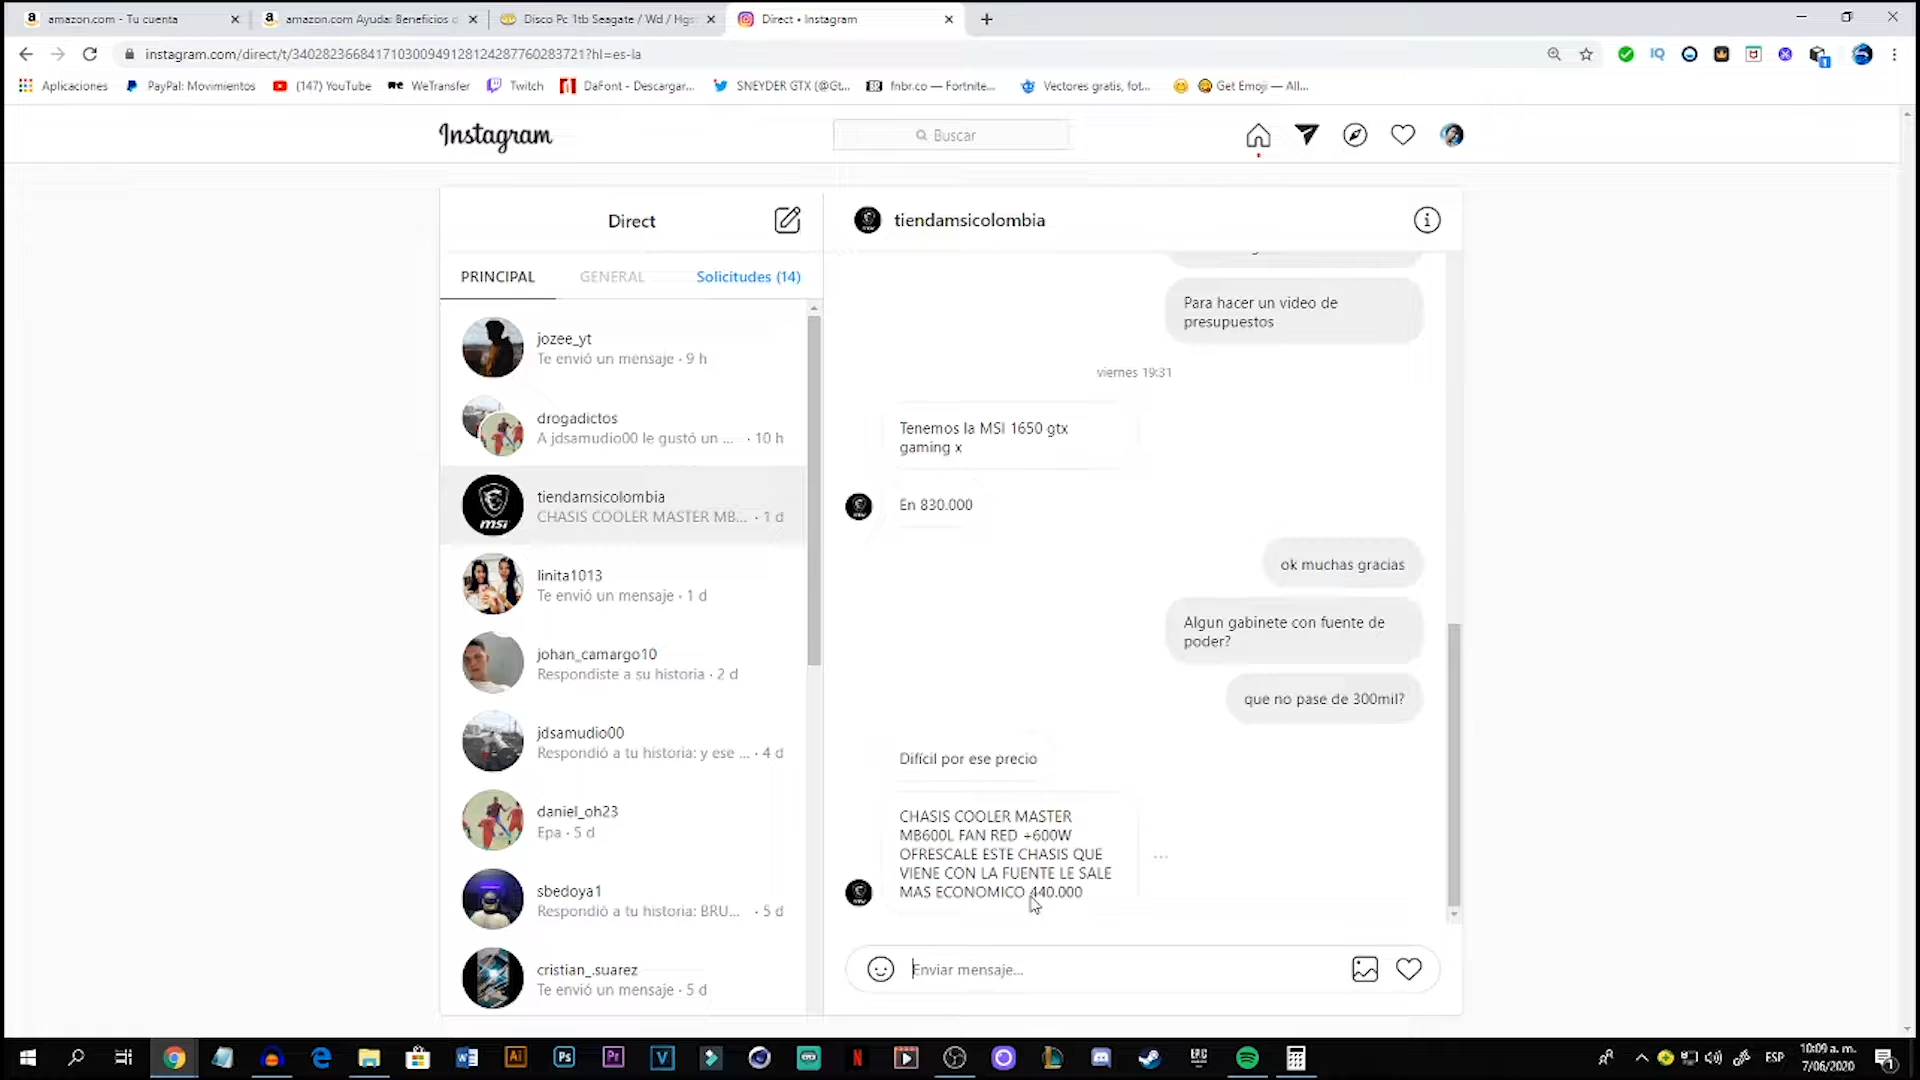 amazon.com - Tu cuenta
amazon.com Ayuda: Beneficios d
Disco Pc 1tb Seagate / Wd / Hgs
Direct • Instagram
instagram.com/direct/t/340282366841710300949128124287760283721?hl=es-la
Aplicaciones
PayPal: Movimientos
(147) YouTube
WeTransfer
Twitch
DaFont - Descargar...
SNEYDER GTX (@Gt...
fnbr.co — Fortnite...
Vectores gratis, fot...
Get Emoji — All...
Instagram
Buscar
Direct
PRINCIPAL
GENERAL
Solicitudes (14)
jozee_yt
Te envió un mensaje · 9 h
drogadictos
A jdsamudio00 le gustó un ... · 10 h
tiendamsicolombia
CHASIS COOLER MASTER MB... · 1 d
linita1013
Te envió un mensaje · 1 d
johan_camargo10
Respondiste a su historia · 2 d
jdsamudio00
Respondió a tu historia: y ese ... · 4 d
daniel_oh23
Epa · 5 d
sbedoya1
Respondió a tu historia: BRU... · 5 d
cristian_.suarez
Te envió un mensaje · 5 d
tiendamsicolombia
Para hacer un video de
presupuestos
viernes 19:31
Tenemos la MSI 1650 gtx
gaming x
En 830.000
ok muchas gracias
Algun gabinete con fuente de
poder?
que no pase de 300mil?
Difícil por ese precio
CHASIS COOLER MASTER
MB600L FAN RED +600W
OFRESCALE ESTE CHASIS QUE
VIENE CON LA FUENTE LE SALE
MAS ECONOMICO 440.000
Enviar mensaje...
ESP
10:09 a. m.
7/06/2020